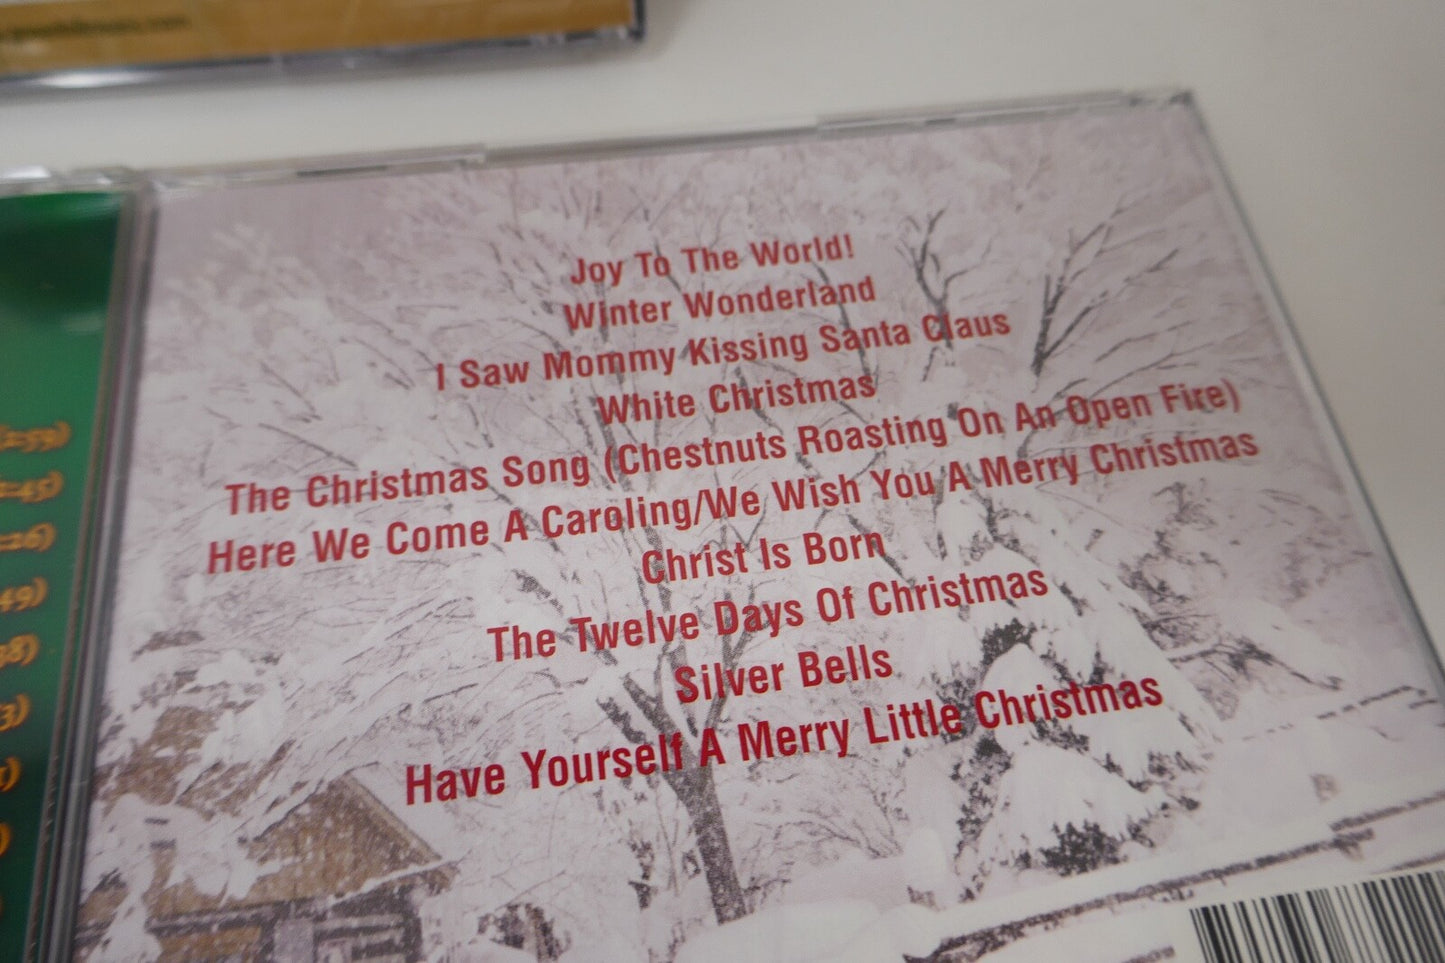 Joy To The World!
Winter Wonderland
I Saw Mommy Kissing Santa Claus
White Christmas
The Christmas Song (Chestnuts Roasting On An Open Fire)
Here We Come A Caroling/We Wish You A Merry Christmas
Christ Is Born
The Twelve Days Of Christmas
Silver Bells
Have Yourself A Merry Little Christmas